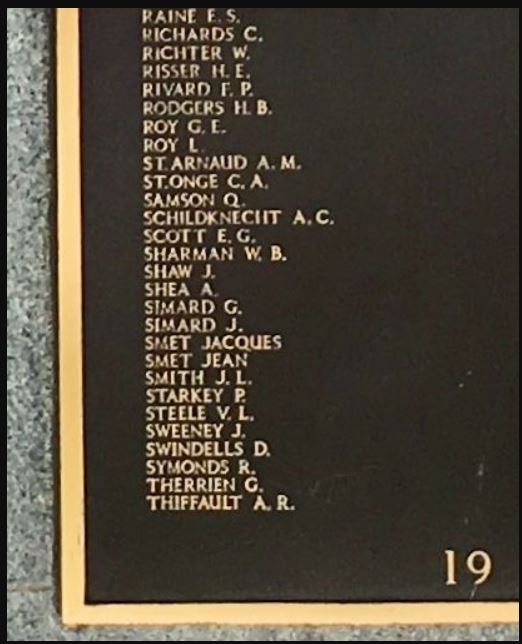 RAINE E.S.
RICHARDS C.
RICHTER W.
RISSER H.E.
RIVARD F.P.
RODGERS H.B.
ROY G.E.
ROY L.
ST.ARNAUD A.M.
ST.ONGE C.A.
SAMSON Q.
SCHILDKNECHT A.C.
SCOTT E.G.
SHARMAN W.B.
SHAW J.
SHEA A.
SIMARD G.
SIMARD J.
SMET JACQUES
SMET JEAN
SMITH J.L.
STARKEY P.
STEELE V.L.
SWEENEY J.
SWINDELLS D.
SYMONDS R.
THERRIEN G.
THIFFAULT A.R.
19